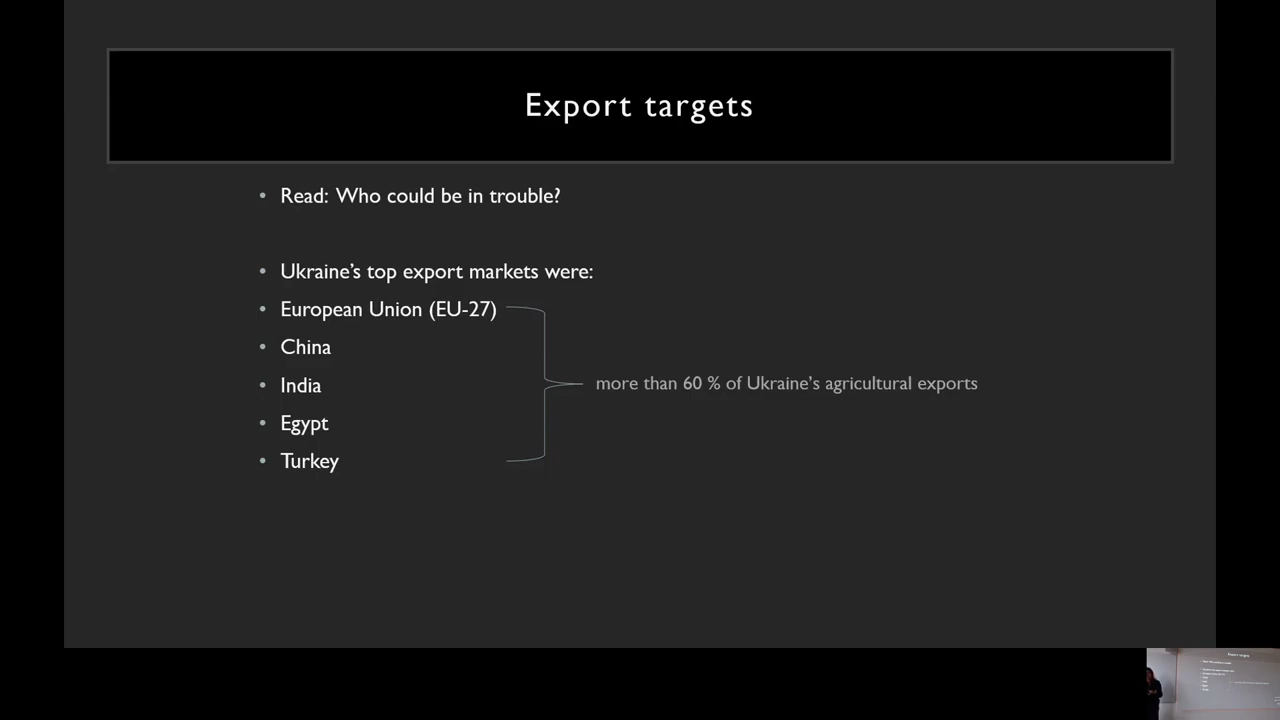 Export targets
Read: Who could be in trouble?
Ukraine's top export markets were:
European Union (EU-27)
China
India
more than 60 % of Ukraine's agricultural exports
Egypt
Turkey